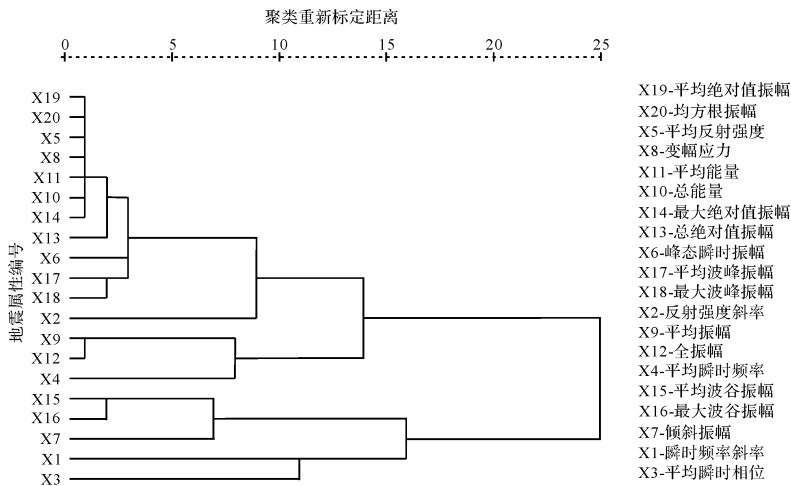 聚类重新标定距离
0 5 10 15 20 25
地震属性编号
X19
X20
X5
X8
X11
X10
X14
X13
X6
X17
X18
X2
X9
X12
X4
X15
X16
X7
X1
X3
X19-平均绝对值振幅
X20-均方根振幅
X5-平均反射强度
X8-变幅应力
X11-平均能量
X10-总能量
X14-最大绝对值振幅
X13-总绝对值振幅
X6-峰态瞬时振幅
X17-平均波峰振幅
X18-最大波峰振幅
X2-反射强度斜率
X9-平均振幅
X12-全振幅
X4-平均瞬时频率
X15-平均波谷振幅
X16-最大波谷振幅
X7-倾斜振幅
X1-瞬时频率斜率
X3-平均瞬时相位